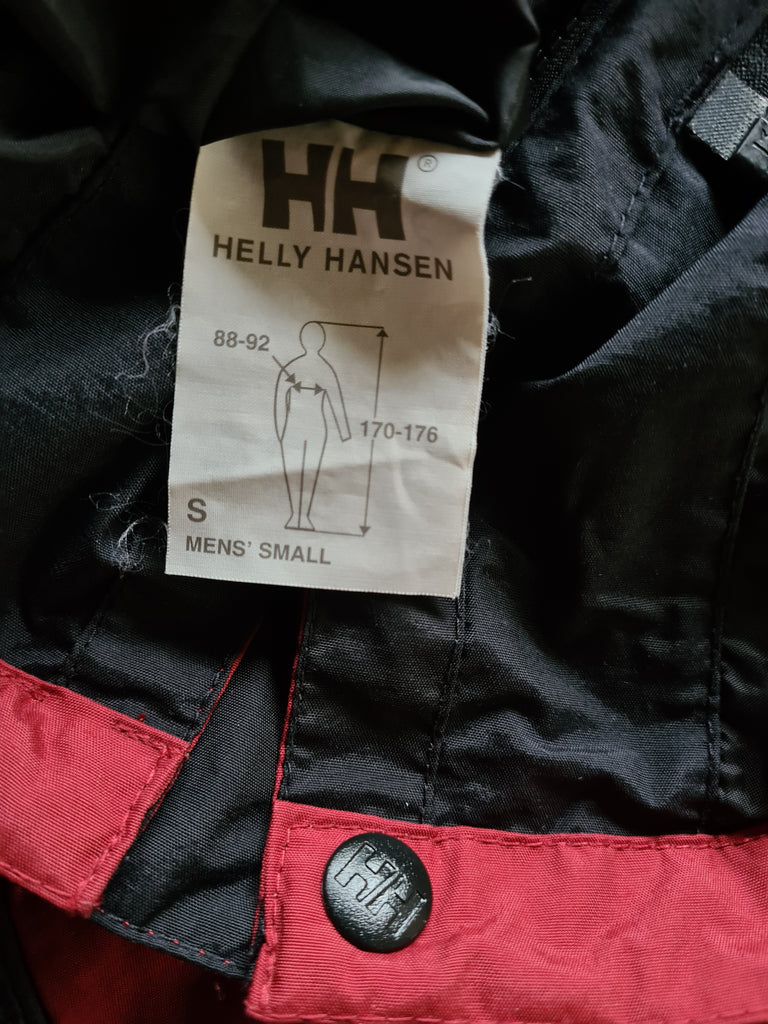 HH®
HELLY HANSEN
88-92
170-176
S
MENS' SMALL
HH